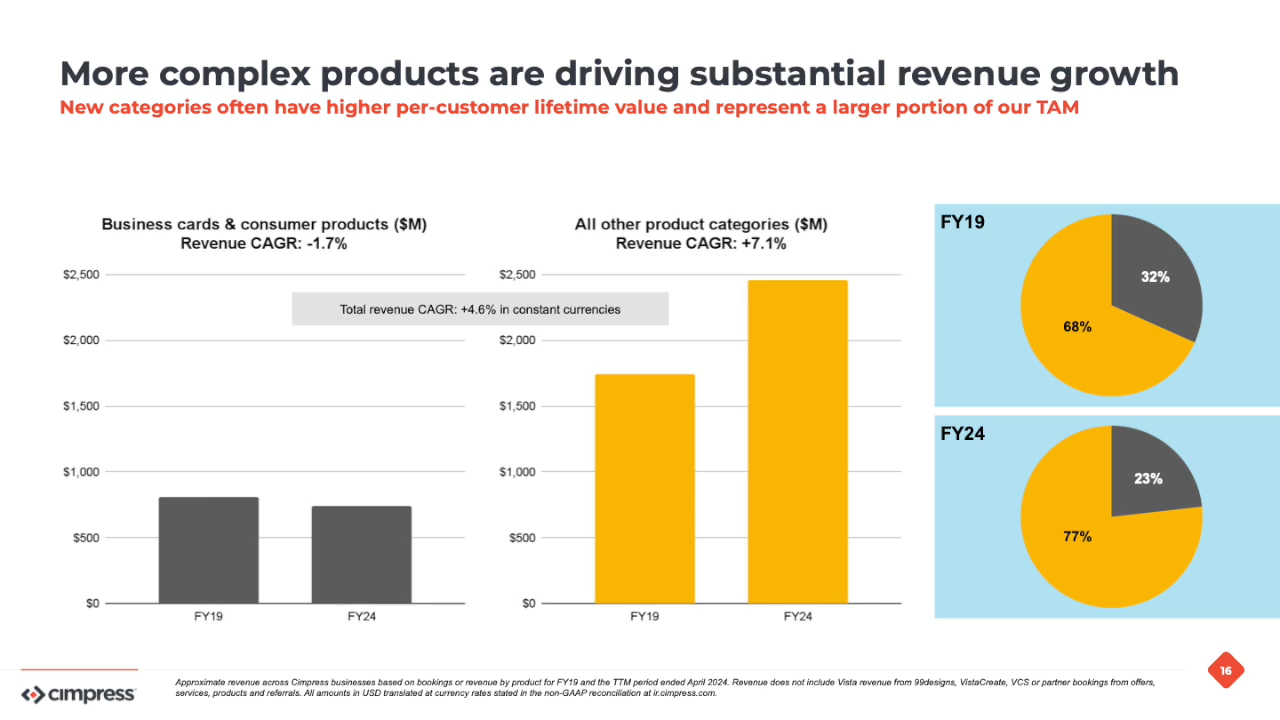 More complex products are driving substantial revenue growth
New categories often have higher per-customer lifetime value and represent a larger portion of our TAM
Business cards & consumer products ($M)
Revenue CAGR: -1.7%
$2,500
$2,000
$1,500
$1,000
$500
$0
FY19
FY24
Total revenue CAGR: +4.6% in constant currencies
All other product categories ($M)
Revenue CAGR: +7.1%
$2,500
$2,000
$1,500
$1,000
$500
$0
FY19
FY24
FY19
32%
68%
FY24
23%
77%
cimpress
Approximate revenue across Cimpress businesses based on bookings or revenue by product for FY19 and the TTM period ended April 2024. Revenue does not include Vista revenue from 99designs, VistaCreate, VCS or partner bookings from offers,
services, products and referrals. All amounts in USD translated at currency rates stated in the non-GAAP reconciliation at ir.cimpress.com.
16